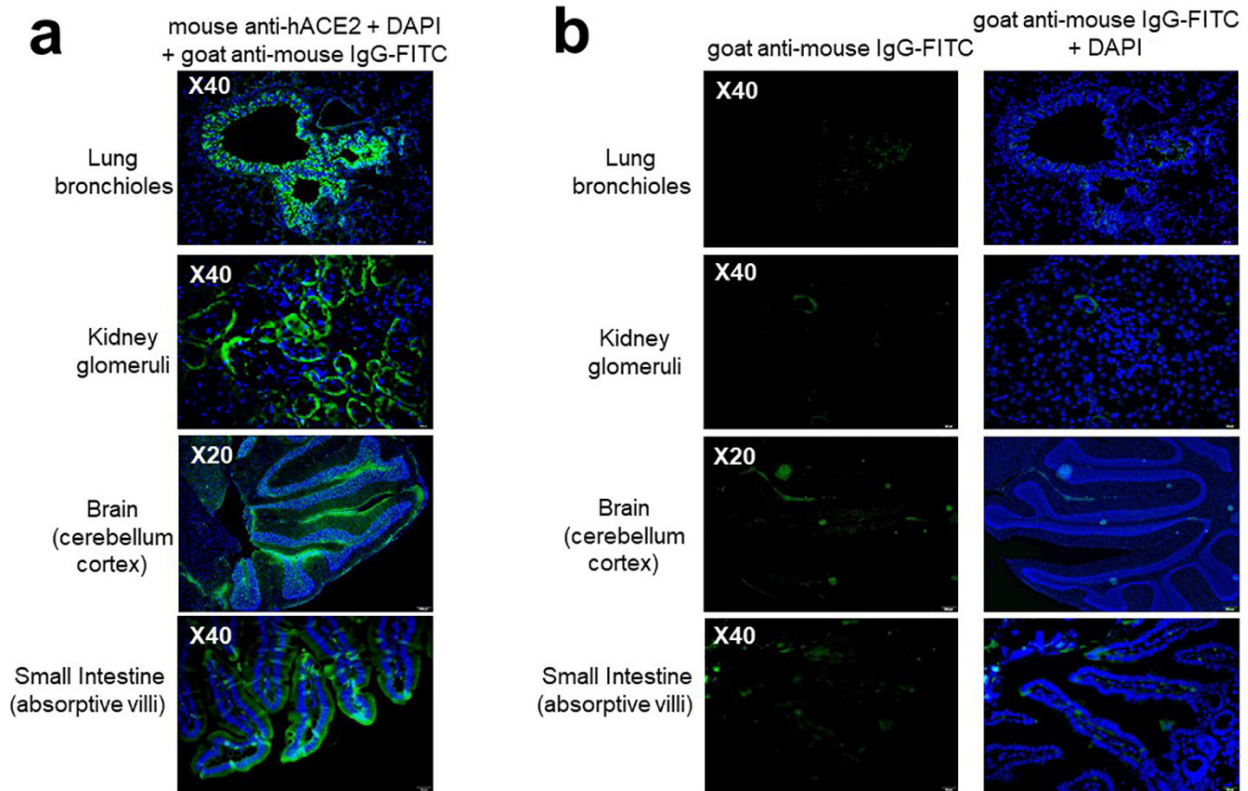 a
mouse anti-hACE2 + DAPI
+ goat anti-mouse IgG-FITC
X40
Lung
bronchioles
X40
Kidney
glomeruli
X20
Brain
(cerebellum
cortex)
X40
Small Intestine
(absorptive villi)
b
goat anti-mouse IgG-FITC
goat anti-mouse IgG-FITC
+ DAPI
X40
Lung
bronchioles
X40
Kidney
glomeruli
X20
Brain
(cerebellum
cortex)
X40
Small Intestine
(absorptive villi)